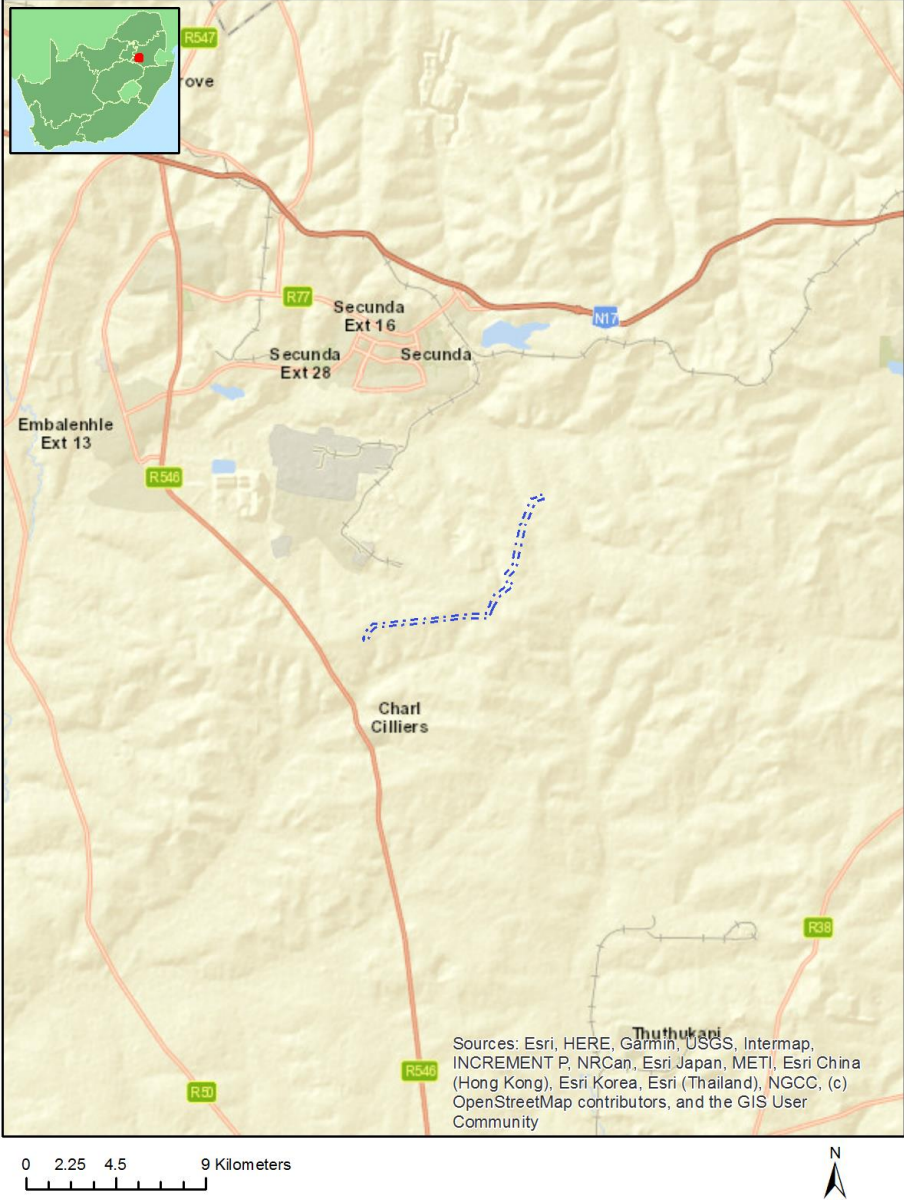 R547
rove
R77
Secunda
Ext 16
N17
Secunda
Ext 28
Secunda
Embalenhle
Ext 13
R546
Charl
Cilliers
R38
Thuthukani
Sources: Esri, HERE, Garmin, USGS, Intermap,
INCREMENT P, NRCan, Esri Japan, METI, Esri China
(Hong Kong), Esri Korea, Esri (Thailand), NGCC, (c)
OpenStreetMap contributors, and the GIS User
Community
R546
R50
0 2.25 4.5 9 Kilometers
N